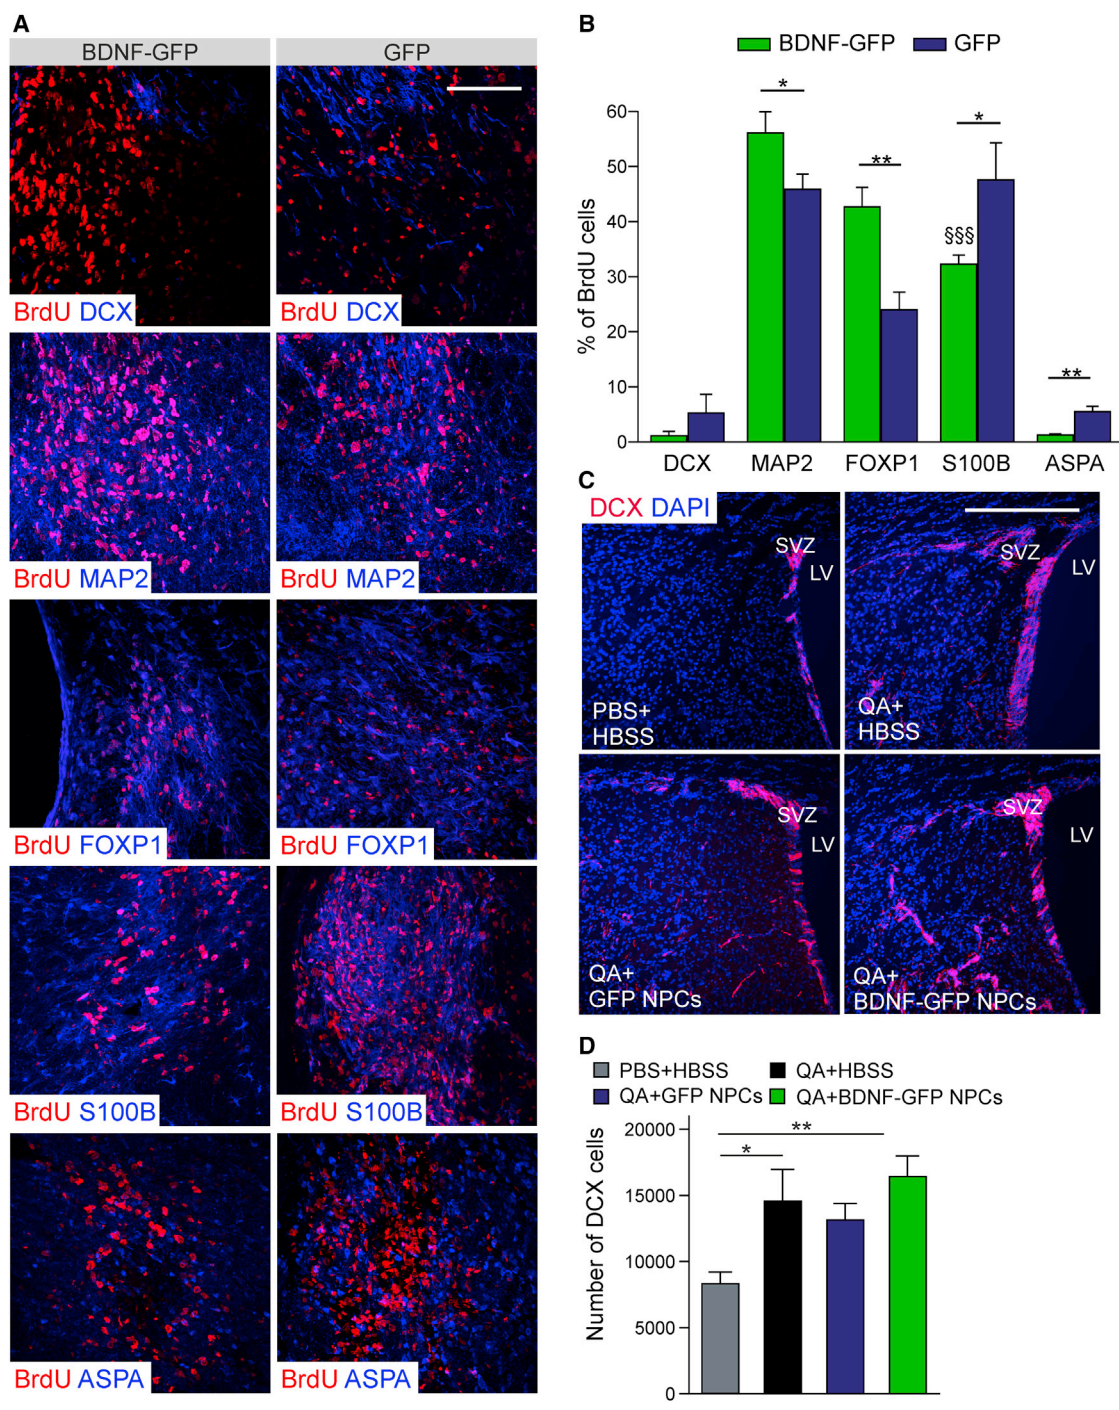 A
BDNF-GFP
GFP
BrdU DCX
BrdU DCX
BrdU MAP2
BrdU MAP2
BrdU FOXP1
BrdU FOXP1
BrdU S100B
BrdU S100B
BrdU ASPA
BrdU ASPA
B
BDNF-GFP
GFP
% of BrdU cells
60
50
40
30
20
10
0
*
**
§§§
*
**
DCX
MAP2
FOXP1
S100B
ASPA
C
DCX DAPI
SVZ
LV
PBS+
HBSS
SVZ
LV
QA+
HBSS
SVZ
LV
QA+
GFP NPCs
SVZ
LV
QA+
BDNF-GFP NPCs
D
PBS+HBSS
QA+HBSS
QA+GFP NPCs
QA+BDNF-GFP NPCs
Number of DCX cells
20000
15000
10000
5000
0
**
*